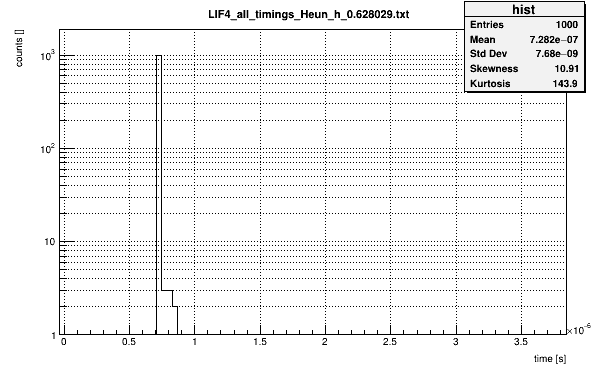 LIF4_all_timings_Heun_h_0.628029.txt
hist
Entries 1000
Mean 7.282e−07
Std Dev 7.68e−09
Skewness 10.91
Kurtosis 143.9
counts []
10³
10²
10
1
0 0.5 1 1.5 2 2.5 3 3.5
×10⁻⁶
time [s]